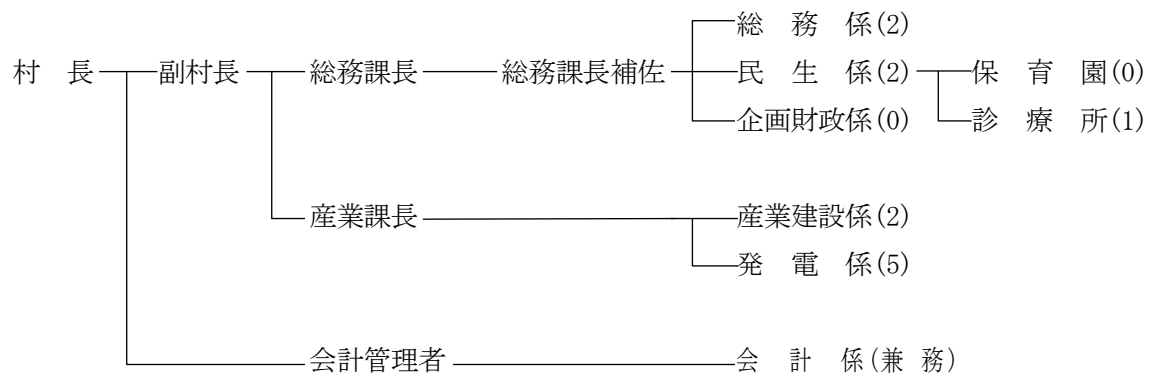 総　務　係(2)
村　長 副村長 総務課長 総務課長補佐 民　生　係(2) 保　育　園(0)
企画財政係(0) 診　療　所(1)
産業課長 産業建設係(2)
発　電　係(5)
会計管理者 会　計　係(兼　務)